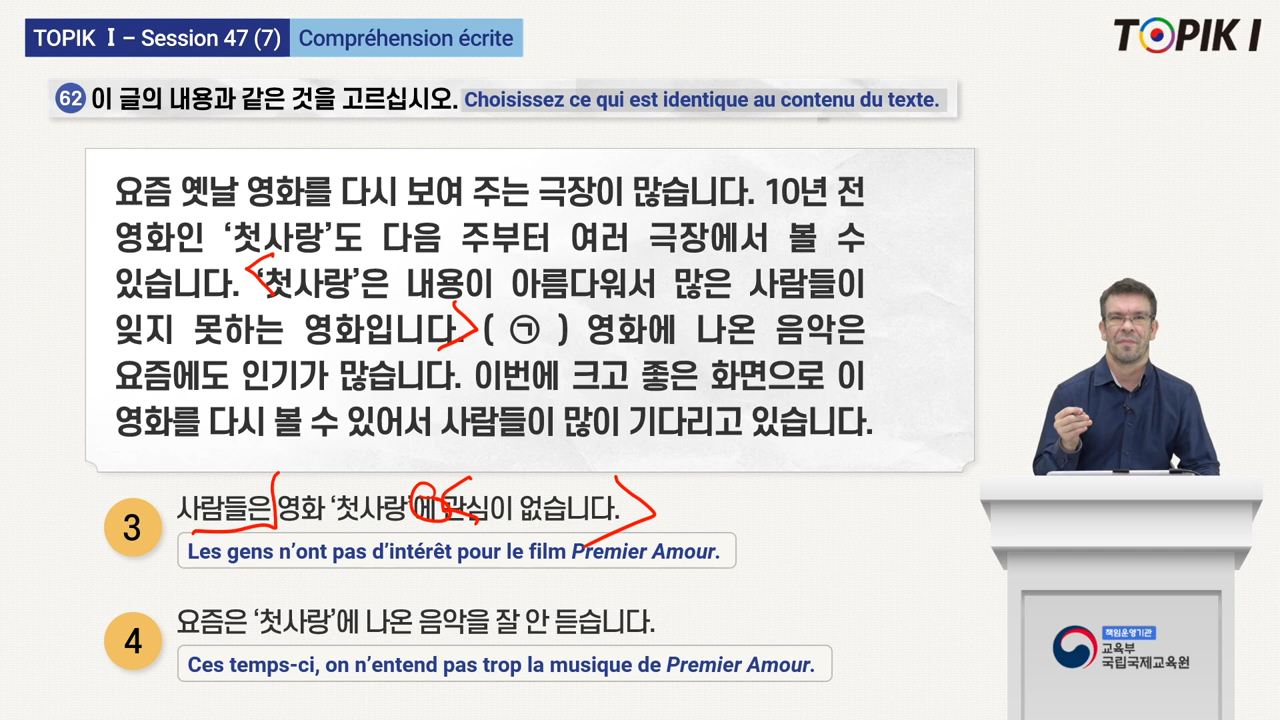 TOPIK Ⅰ – Session 47 (7) Compréhension écrite
TOPIK I
62 이 글의 내용과 같은 것을 고르십시오. Choisissez ce qui est identique au contenu du texte.
요즘 옛날 영화를 다시 보여 주는 극장이 많습니다. 10년 전
영화인 ‘첫사랑’도 다음 주부터 여러 극장에서 볼 수
있습니다. ‘첫사랑’은 내용이 아름다워서 많은 사람들이
잊지 못하는 영화입니다. ( ㉠ ) 영화에 나온 음악은
요즘에도 인기가 많습니다. 이번에 크고 좋은 화면으로 이
영화를 다시 볼 수 있어서 사람들이 많이 기다리고 있습니다.
3 사람들은 영화 ‘첫사랑’에 관심이 없습니다.
Les gens n’ont pas d’intérêt pour le film Premier Amour.
4 요즘은 ‘첫사랑’에 나온 음악을 잘 안 듣습니다.
Ces temps-ci, on n’entend pas trop la musique de Premier Amour.
책임운영기관
교육부
국립국제교육원